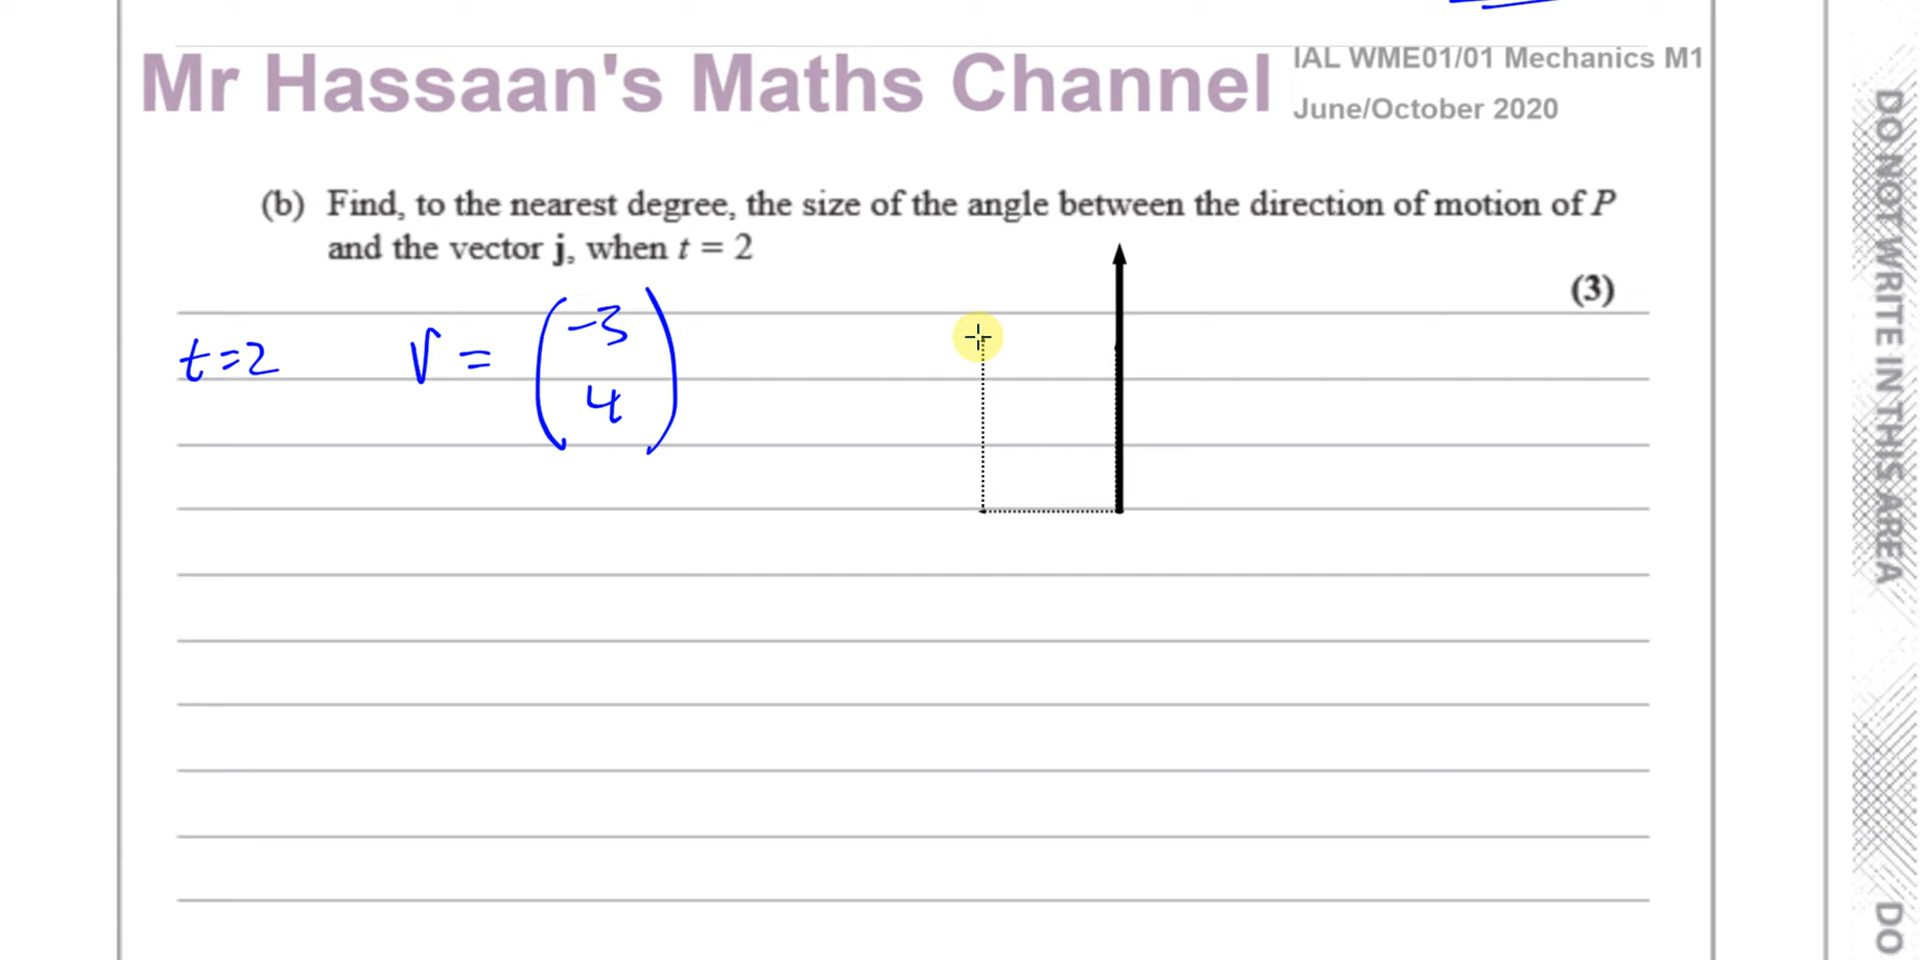 Mr Hassaan's Maths Channel
IAL WME01/01 Mechanics M1
June/October 2020
(b) Find, to the nearest degree, the size of the angle between the direction of motion of P
and the vector j, when t = 2
(3)
t=2 V = (-3
4)
DO NOT WRITE IN THIS AREA
DO